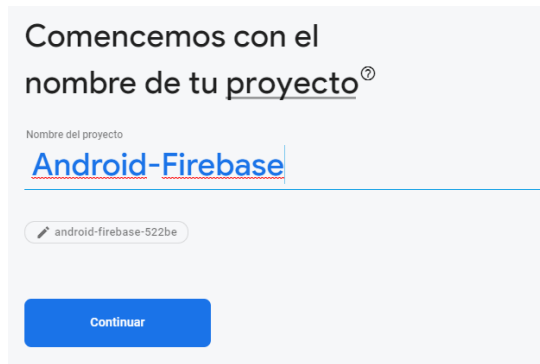 Comencemos con el
nombre de tu proyecto
Nombre del proyecto
Android-Firebase
android-firebase-522be
Continuar